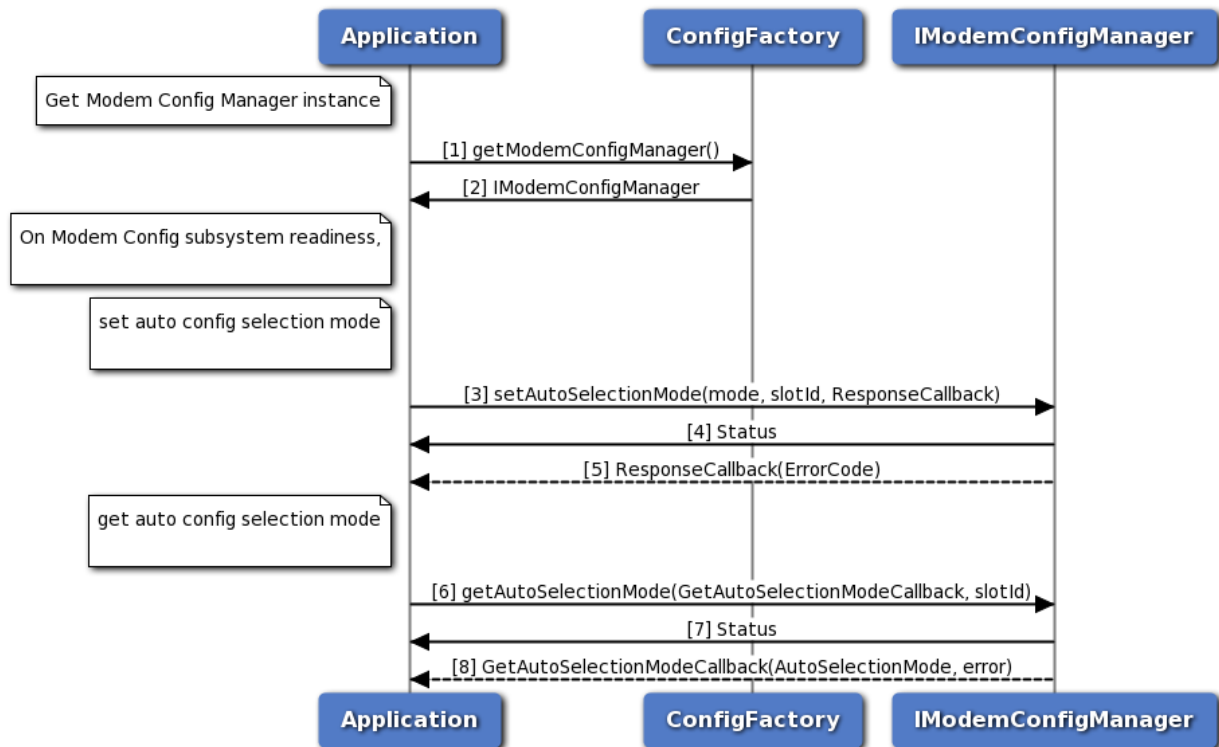 Application
ConfigFactory
IModemConfigManager
Get Modem Config Manager instance
[1] getModemConfigManager()
[2] IModemConfigManager
On Modem Config subsystem readiness,
set auto config selection mode
[3] setAutoSelectionMode(mode, slotId, ResponseCallback)
[4] Status
[5] ResponseCallback(ErrorCode)
get auto config selection mode
[6] getAutoSelectionMode(GetAutoSelectionModeCallback, slotId)
[7] Status
[8] GetAutoSelectionModeCallback(AutoSelectionMode, error)
Application
ConfigFactory
IModemConfigManager